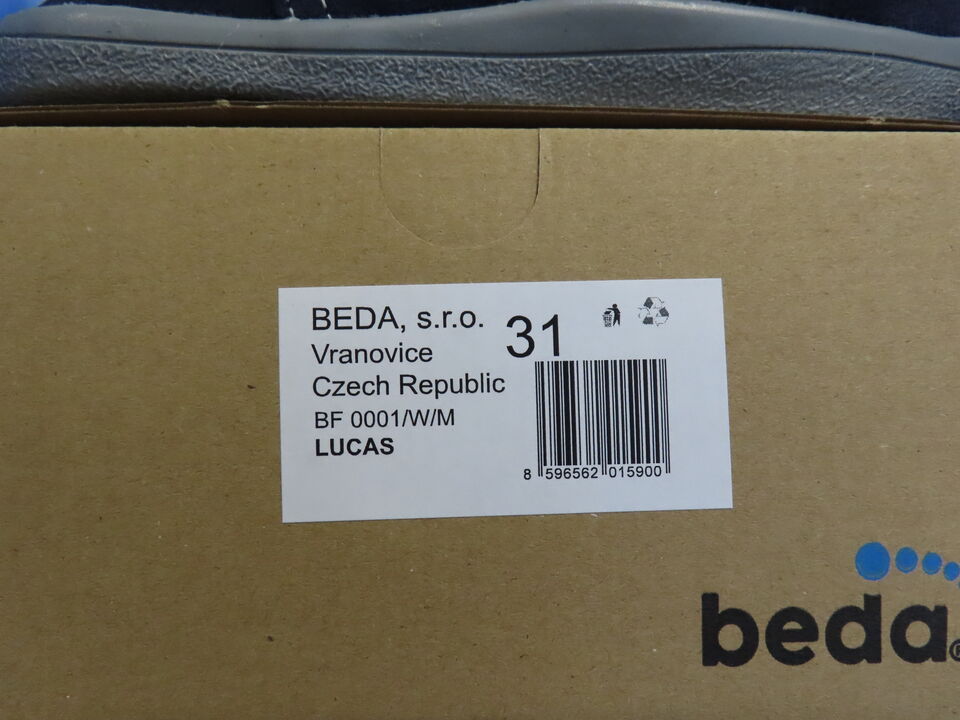 BEDA, s.r.o.
31
Vranovice
Czech Republic
BF 0001/W/M
LUCAS
8 596562 015900
beda®